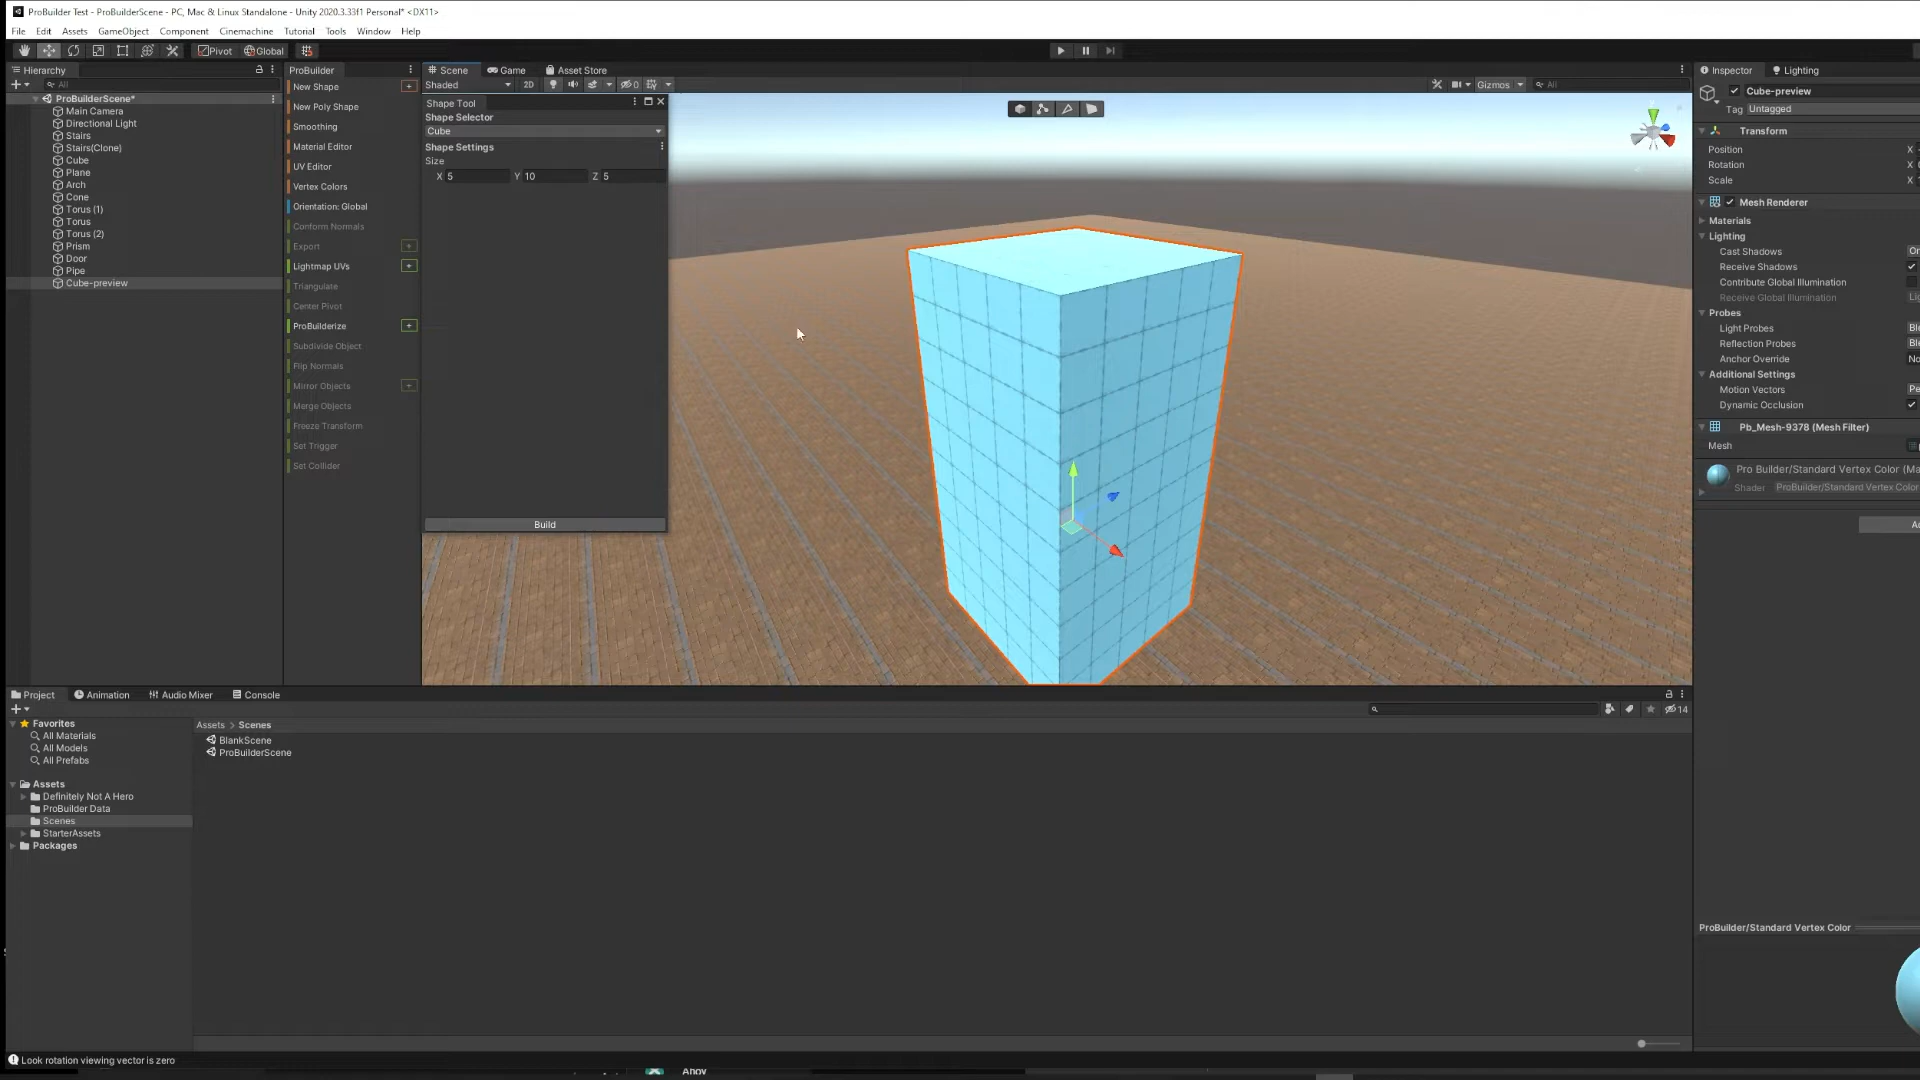 ProBuilder Test - ProBuilderScene - PC, Mac & Linux Standalone - Unity 2020.3.33f1 Personal* <DX11>
File Edit Assets GameObject Component Cinemachine Tutorial Tools Window Help
Pivot Global
Hierarchy
All
ProBuilderScene*
Main Camera
Directional Light
Stairs
Stairs(Clone)
Cube
Plane
Arch
Cone
Torus (1)
Torus
Torus (2)
Prism
Door
Pipe
Cube-preview
ProBuilder
New Shape
New Poly Shape
Smoothing
Material Editor
UV Editor
Vertex Colors
Orientation: Global
Conform Normals
Export
Lightmap UVs
Triangulate
Center Pivot
ProBuilderize
Subdivide Object
Flip Normals
Mirror Objects
Merge Objects
Freeze Transform
Set Trigger
Set Collider
Scene Game Asset Store
Shaded 2D 0 Gizmos All
Shape Tool
Shape Selector
Cube
Shape Settings
Size
X 5 Y 10 Z 5
Build
Inspector Lighting
Cube-preview
Tag Untagged
Transform
Position X
Rotation X
Scale X
Mesh Renderer
Materials
Lighting
Cast Shadows
Receive Shadows
Contribute Global Illumination
Receive Global Illumination
Probes
Light Probes
Reflection Probes
Anchor Override
Additional Settings
Motion Vectors
Dynamic Occlusion
Pb_Mesh-9378 (Mesh Filter)
Mesh
Pro Builder/Standard Vertex Color (Ma
Shader ProBuilder/Standard Vertex Color
ProBuilder/Standard Vertex Color
Project Animation Audio Mixer Console
14
Favorites
All Materials
All Models
All Prefabs
Assets
Definitely Not A Hero
ProBuilder Data
Scenes
StarterAssets
Packages
Assets > Scenes
BlankScene
ProBuilderScene
Look rotation viewing vector is zero
Ahoy